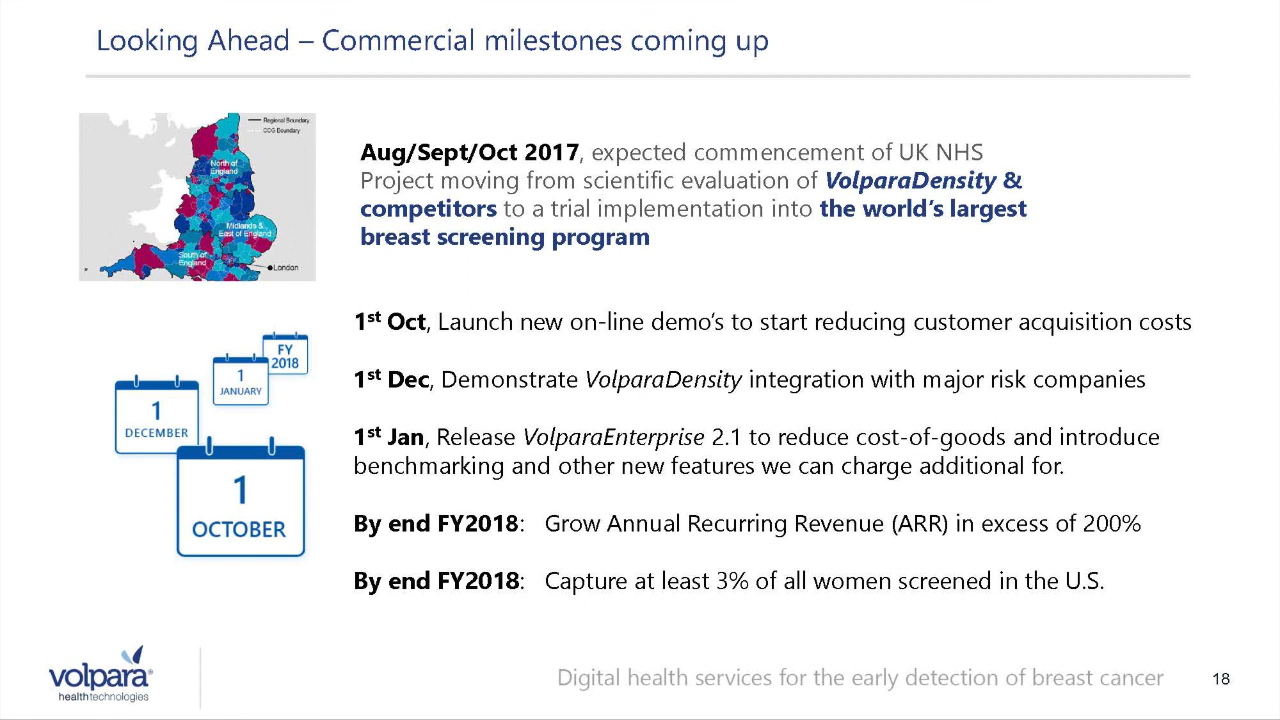 Looking Ahead – Commercial milestones coming up
Regional Boundary
CCG Boundary
North of
England
Midlands &
East of England
South of
England
London
Aug/Sept/Oct 2017, expected commencement of UK NHS
Project moving from scientific evaluation of VolparaDensity &
competitors to a trial implementation into the world's largest
breast screening program
FY
2018
1
JANUARY
1
DECEMBER
1
OCTOBER
1st Oct, Launch new on-line demo's to start reducing customer acquisition costs
1st Dec, Demonstrate VolparaDensity integration with major risk companies
1st Jan, Release VolparaEnterprise 2.1 to reduce cost-of-goods and introduce
benchmarking and other new features we can charge additional for.
By end FY2018: Grow Annual Recurring Revenue (ARR) in excess of 200%
By end FY2018: Capture at least 3% of all women screened in the U.S.
volpara®
healthtechnologies
Digital health services for the early detection of breast cancer
18